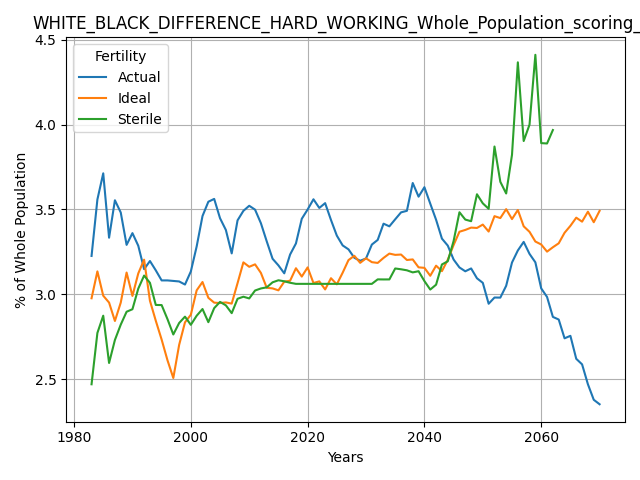 WHITE_BLACK_DIFFERENCE_HARD_WORKING_Whole_Population_scoring_
Fertility
Actual
Ideal
Sterile
% of Whole Population
4.5
4.0
3.5
3.0
2.5
1980
2000
2020
2040
2060
Years